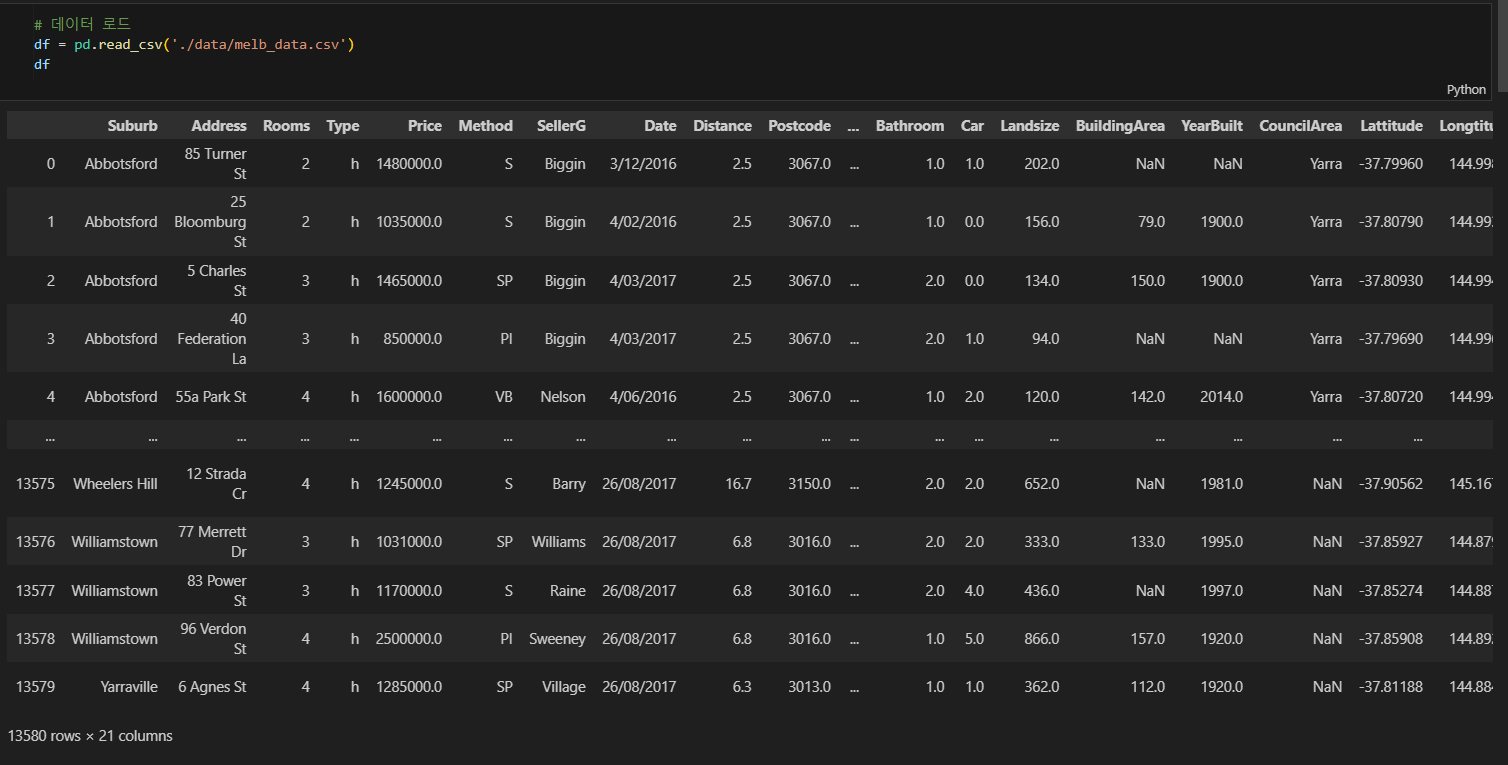 # 데이터 로드
df = pd.read_csv('./data/melb_data.csv')
df
Python
Suburb Address Rooms Type Price Method SellerG Date Distance Postcode ... Bathroom Car Landsize BuildingArea YearBuilt CouncilArea Lattitude Longtitu
0 Abbotsford 85 Turner St 2 h 1480000.0 S Biggin 3/12/2016 2.5 3067.0 ... 1.0 1.0 202.0 NaN NaN Yarra -37.79960 144.998
1 Abbotsford 25 Bloomburg St 2 h 1035000.0 S Biggin 4/02/2016 2.5 3067.0 ... 1.0 0.0 156.0 79.0 1900.0 Yarra -37.80790 144.99
2 Abbotsford 5 Charles St 3 h 1465000.0 SP Biggin 4/03/2017 2.5 3067.0 ... 2.0 0.0 134.0 150.0 1900.0 Yarra -37.80930 144.994
3 Abbotsford 40 Federation La 3 h 850000.0 PI Biggin 4/03/2017 2.5 3067.0 ... 2.0 1.0 94.0 NaN NaN Yarra -37.79690 144.996
4 Abbotsford 55a Park St 4 h 1600000.0 VB Nelson 4/06/2016 2.5 3067.0 ... 1.0 2.0 120.0 142.0 2014.0 Yarra -37.80720 144.994
... ... ... ... ... ... ... ... ... ... ... ... ... ... ... ... ... ... ...
13575 Wheelers Hill 12 Strada Cr 4 h 1245000.0 S Barry 26/08/2017 16.7 3150.0 ... 2.0 2.0 652.0 NaN 1981.0 NaN -37.90562 145.16
13576 Williamstown 77 Merrett Dr 3 h 1031000.0 SP Williams 26/08/2017 6.8 3016.0 ... 2.0 2.0 333.0 133.0 1995.0 NaN -37.85927 144.879
13577 Williamstown 83 Power St 3 h 1170000.0 S Raine 26/08/2017 6.8 3016.0 ... 2.0 4.0 436.0 NaN 1997.0 NaN -37.85274 144.88
13578 Williamstown 96 Verdon St 4 h 2500000.0 PI Sweeney 26/08/2017 6.8 3016.0 ... 1.0 5.0 866.0 157.0 1920.0 NaN -37.85908 144.89
13579 Yarraville 6 Agnes St 4 h 1285000.0 SP Village 26/08/2017 6.3 3013.0 ... 1.0 1.0 362.0 112.0 1920.0 NaN -37.81188 144.884
13580 rows × 21 columns